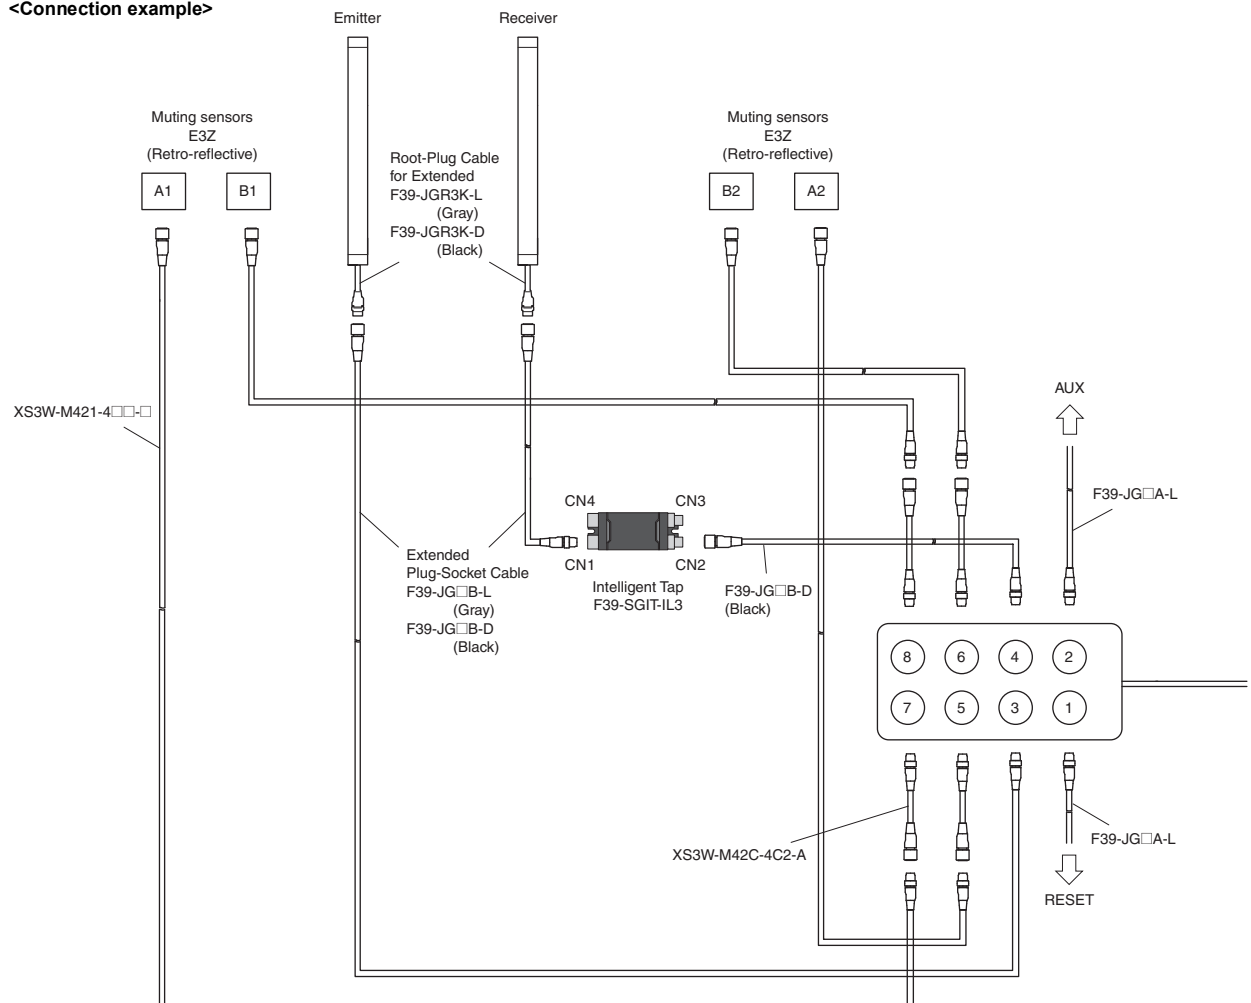 <Connection example>
Emitter
Receiver
Muting sensors
E3Z
(Retro-reflective)
A1
B1
Root-Plug Cable
for Extended
F39-JGR3K-L
(Gray)
F39-JGR3K-D
(Black)
Muting sensors
E3Z
(Retro-reflective)
B2
A2
XS3W-M421-4□□-□
AUX
F39-JG□A-L
CN4
CN3
CN1
CN2
Intelligent Tap
F39-SGIT-IL3
Extended
Plug-Socket Cable
F39-JG□B-L
(Gray)
F39-JG□B-D
(Black)
F39-JG□B-D
(Black)
8
6
4
2
7
5
3
1
XS3W-M42C-4C2-A
F39-JG□A-L
RESET